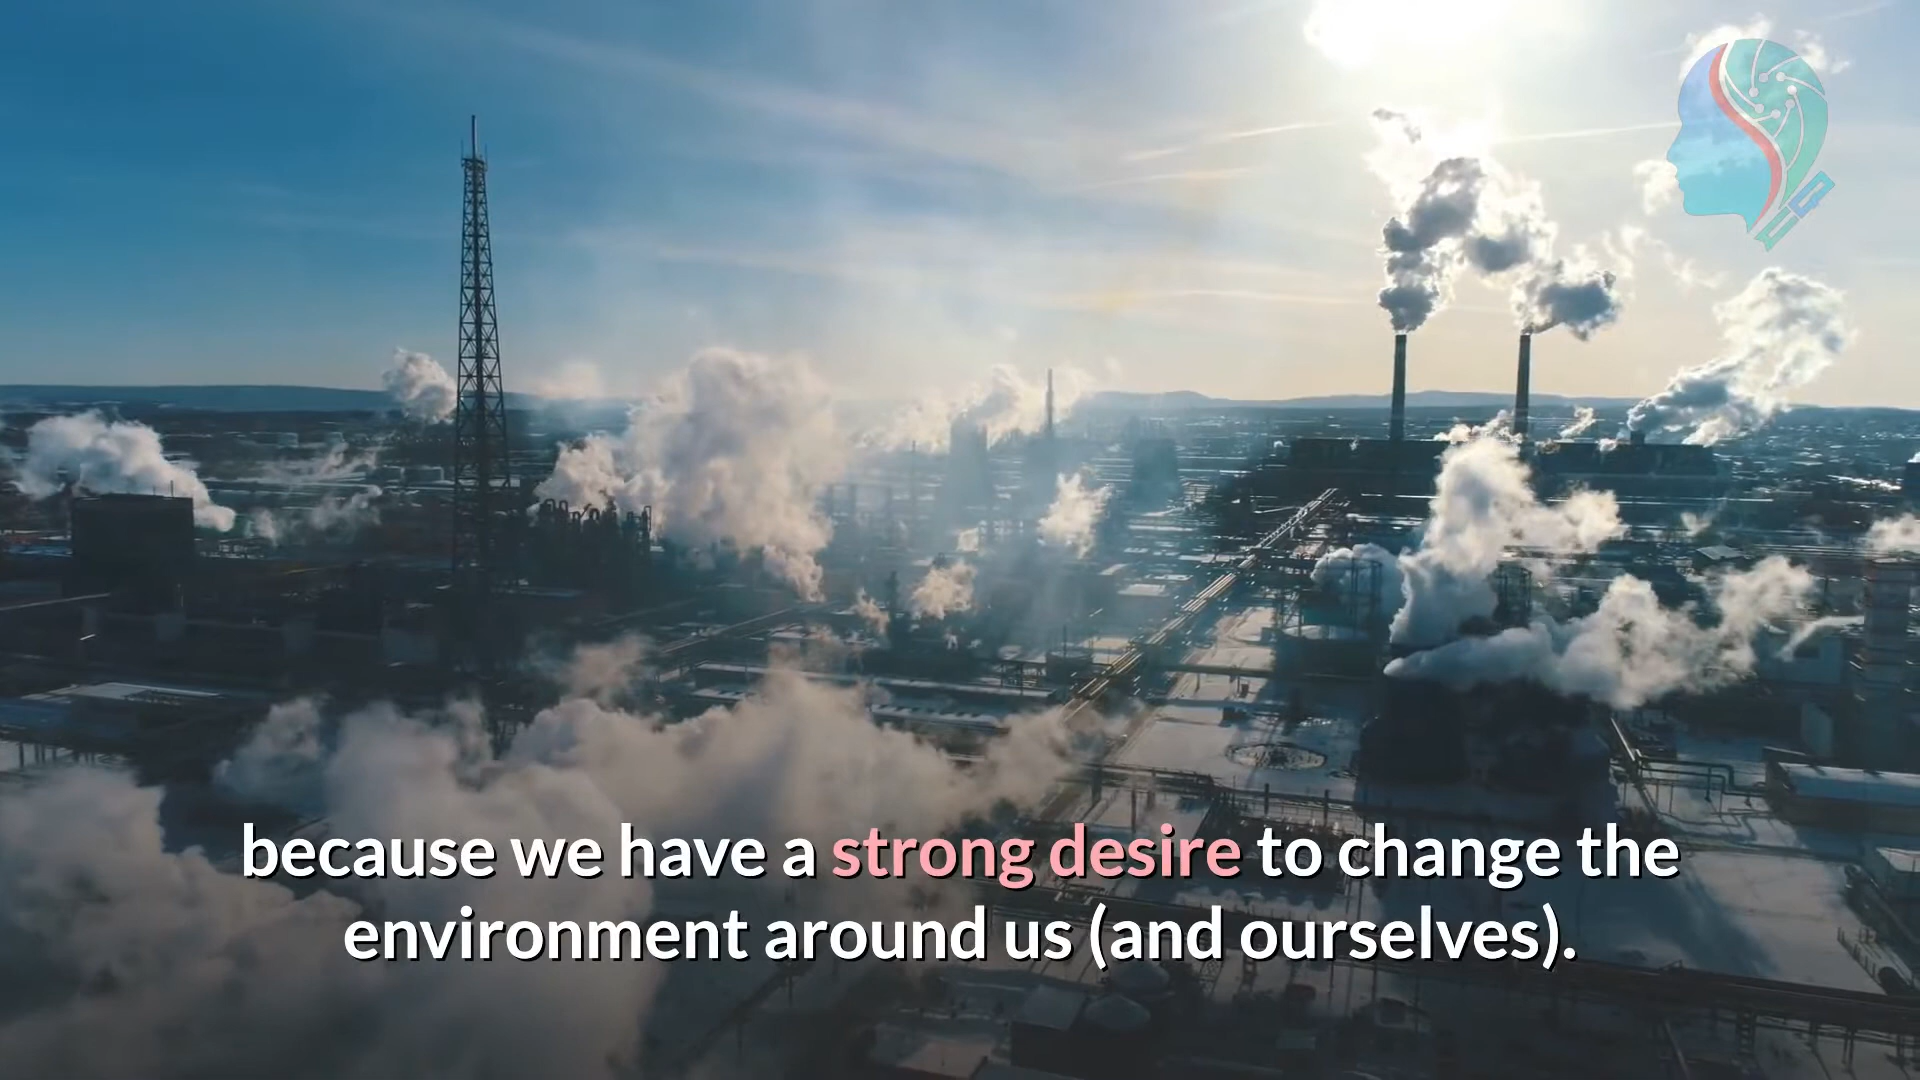 because we have a strong desire to change the
environment around us (and ourselves).